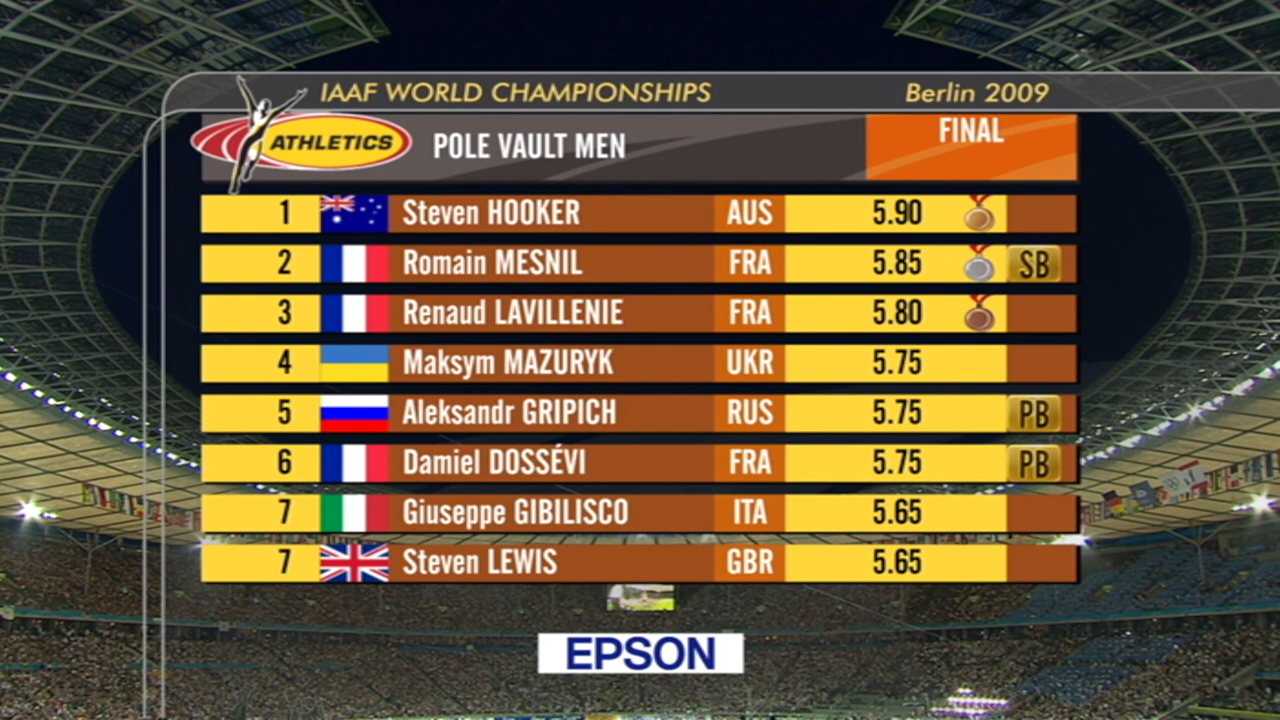 IAAF WORLD CHAMPIONSHIPS Berlin 2009
ATHLETICS POLE VAULT MEN FINAL
1 Steven HOOKER AUS 5.90
2 Romain MESNIL FRA 5.85 SB
3 Renaud LAVILLENIE FRA 5.80
4 Maksym MAZURYK UKR 5.75
5 Aleksandr GRIPICH RUS 5.75 PB
6 Damiel DOSSÉVI FRA 5.75 PB
7 Giuseppe GIBILISCO ITA 5.65
7 Steven LEWIS GBR 5.65
EPSON